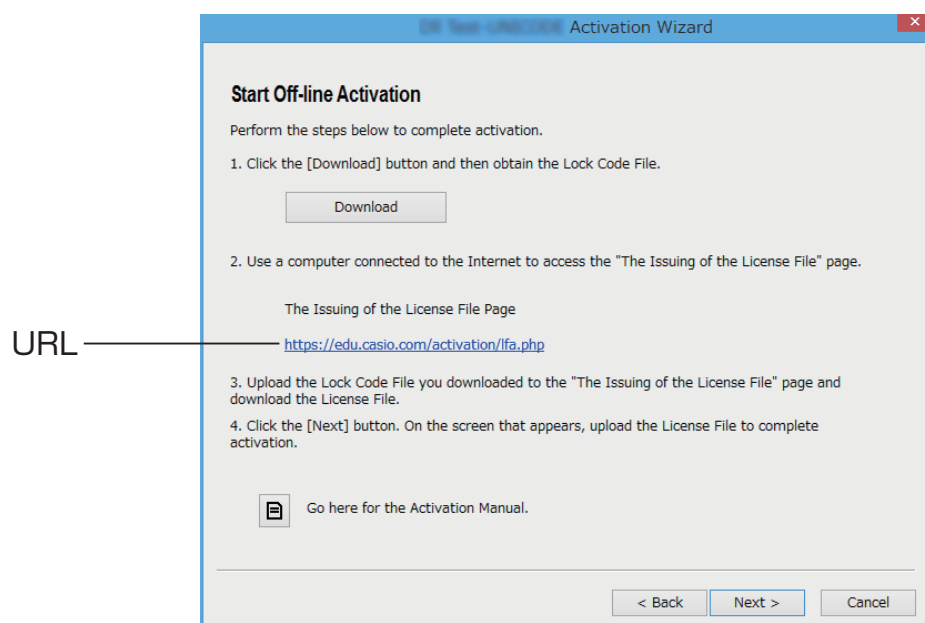 Activation Wizard
Start Off-line Activation
Perform the steps below to complete activation.
1. Click the [Download] button and then obtain the Lock Code File.
Download
2. Use a computer connected to the Internet to access the "The Issuing of the License File" page.
The Issuing of the License File Page
URL
https://edu.casio.com/activation/lfa.php
3. Upload the Lock Code File you downloaded to the "The Issuing of the License File" page and
download the License File.
4. Click the [Next] button. On the screen that appears, upload the License File to complete
activation.
Go here for the Activation Manual.
< Back
Next >
Cancel